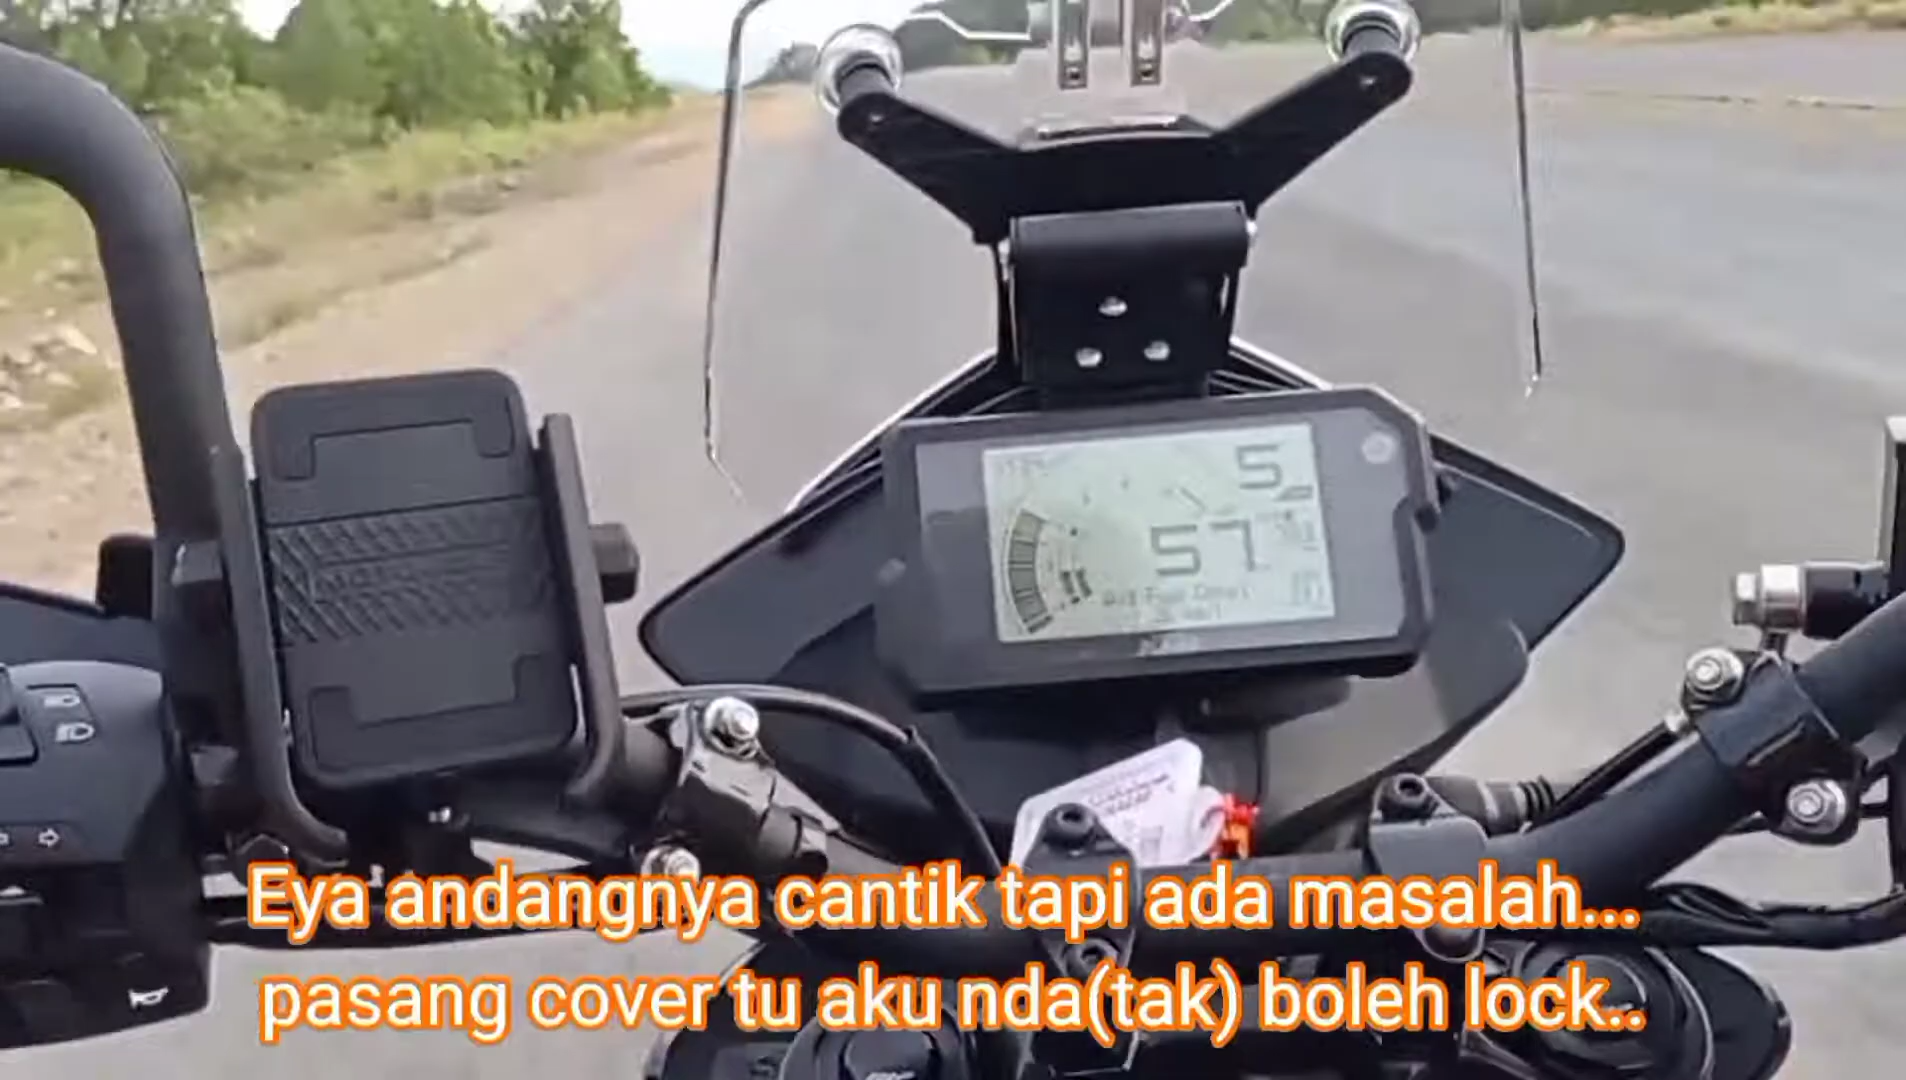 5
57
Eya andangnya cantik tapi ada masalah...
pasang cover tu aku nda(tak) boleh lock..